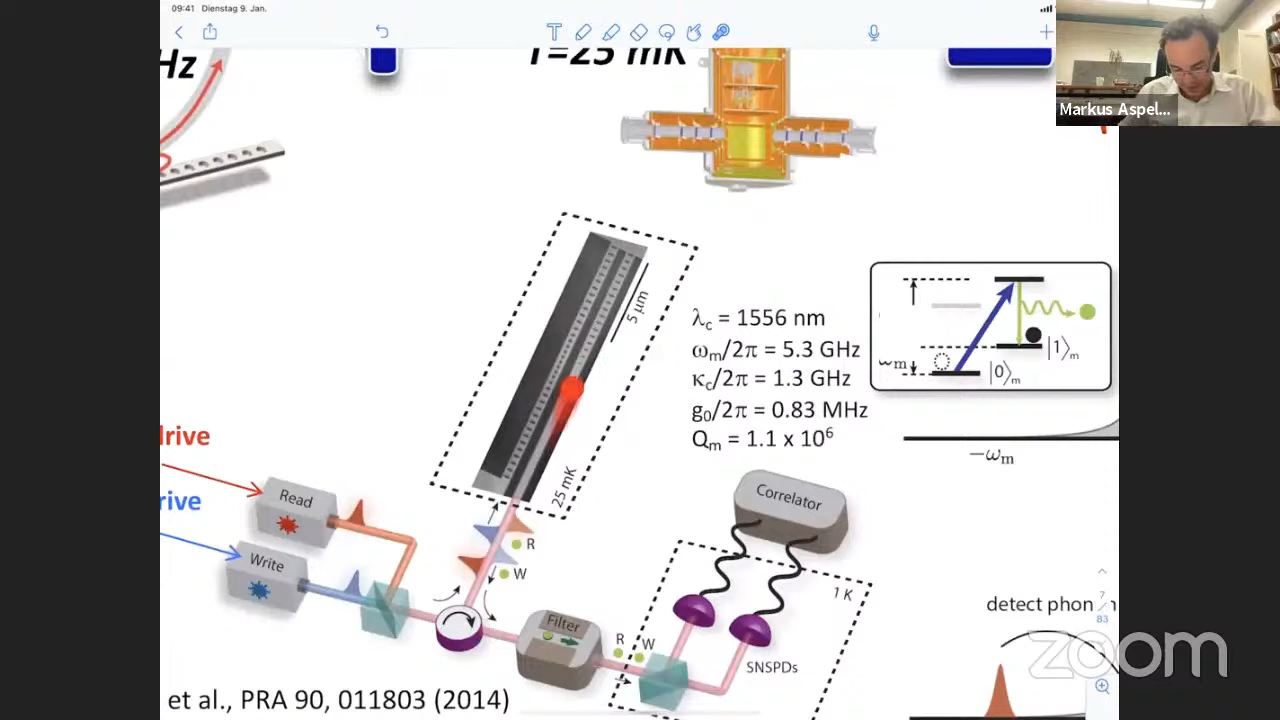 09:41 Dienstag 9. Jan.
Markus Aspel...
Hz
T=25 mK
5 μm
λc = 1556 nm
ωm/2π = 5.3 GHz
κc/2π = 1.3 GHz
g0/2π = 0.83 MHz
Qm = 1.1 x 10⁶
|1⟩m
|0⟩m
−ωm
drive
Read
rive
Write
25 mK
R
W
Correlator
1 K
Filter
R W
SNSPDs
detect phon
7
83
et al., PRA 90, 011803 (2014)
zoom